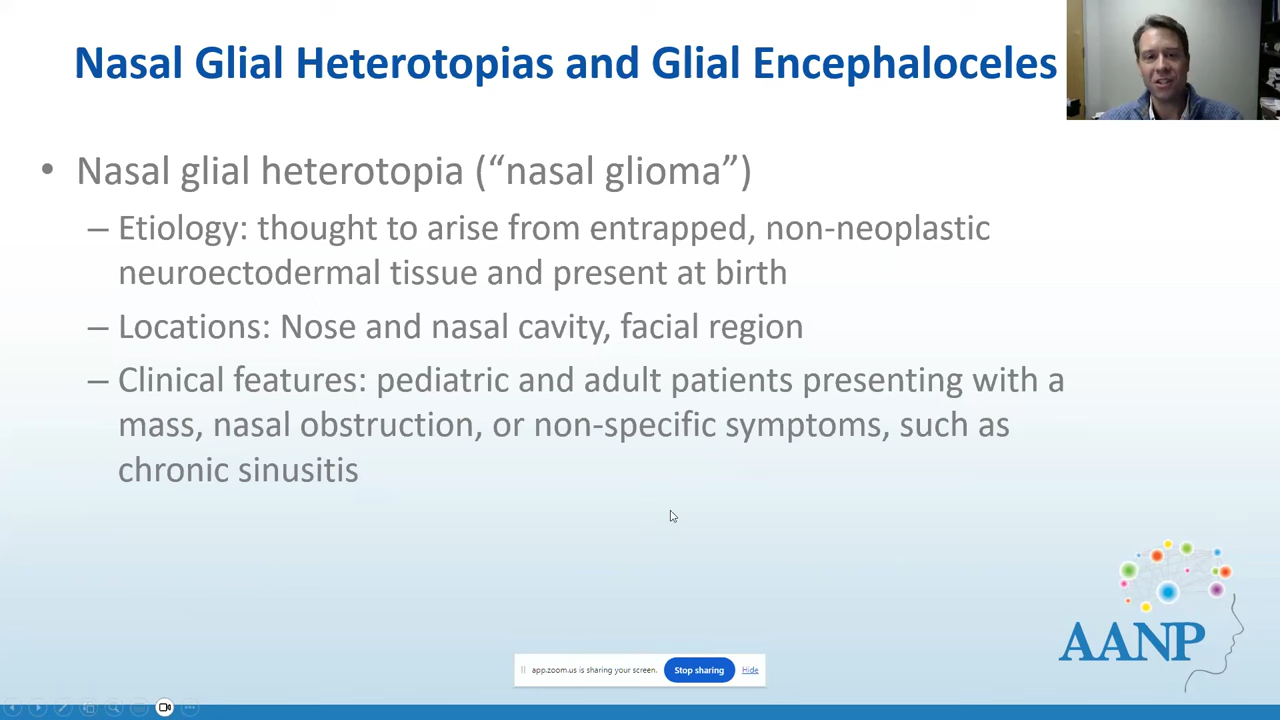 Nasal Glial Heterotopias and Glial Encephaloceles
• Nasal glial heterotopia (“nasal glioma”)
– Etiology: thought to arise from entrapped, non-neoplastic
neuroectodermal tissue and present at birth
– Locations: Nose and nasal cavity, facial region
– Clinical features: pediatric and adult patients presenting with a
mass, nasal obstruction, or non-specific symptoms, such as
chronic sinusitis
AANP
app.zoom.us is sharing your screen. Stop sharing Hide